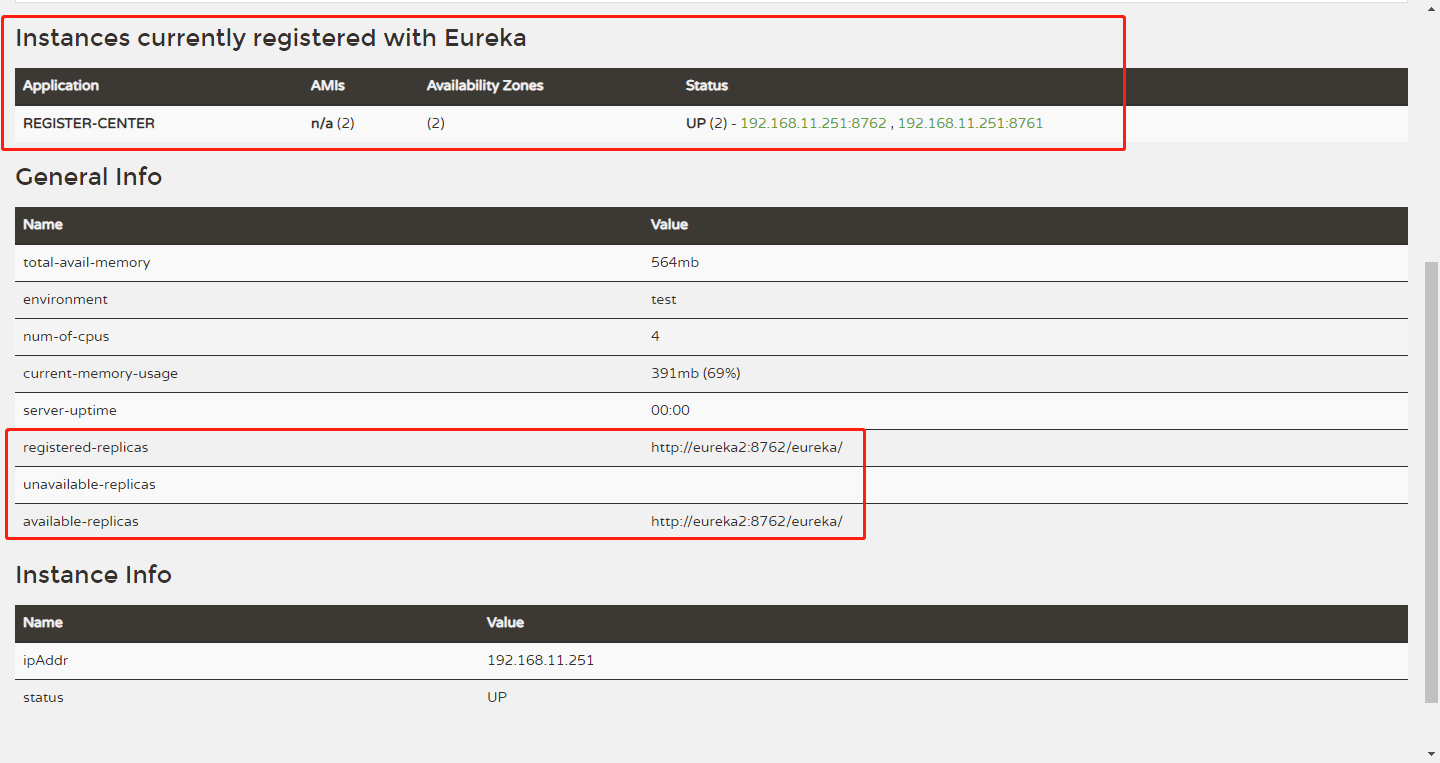 Instances currently registered with Eureka
Application AMIs Availability Zones Status
REGISTER-CENTER n/a (2) (2) UP (2) - 192.168.11.251:8762 , 192.168.11.251:8761
General Info
Name Value
total-avail-memory 564mb
environment test
num-of-cpus 4
current-memory-usage 391mb (69%)
server-uptime 00:00
registered-replicas http://eureka2:8762/eureka/
unavailable-replicas
available-replicas http://eureka2:8762/eureka/
Instance Info
Name Value
ipAddr 192.168.11.251
status UP